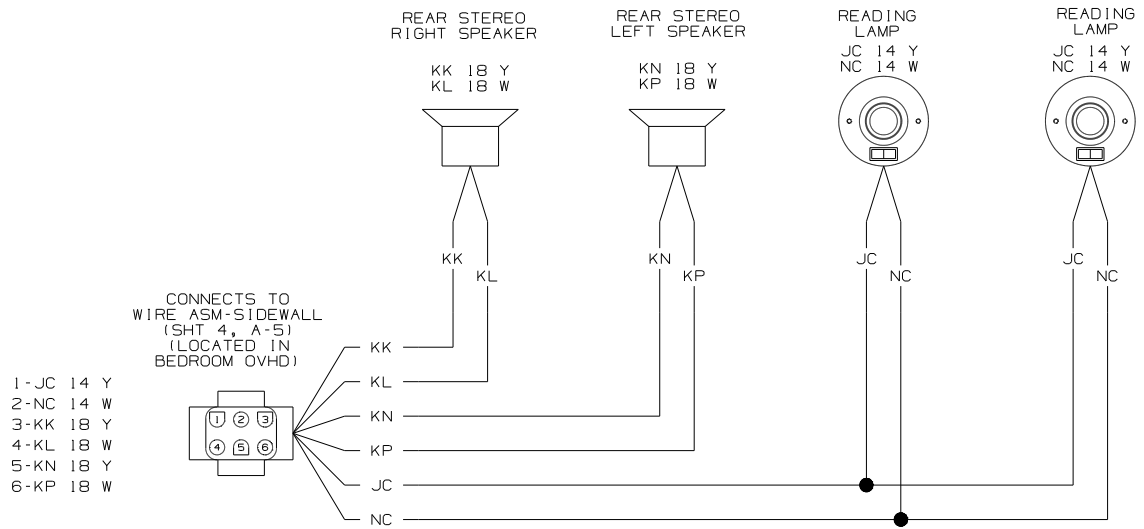 REAR STEREO
RIGHT SPEAKER
KK 18 Y
KL 18 W
REAR STEREO
LEFT SPEAKER
KN 18 Y
KP 18 W
READING
LAMP
JC 14 Y
NC 14 W
READING
LAMP
JC 14 Y
NC 14 W
KK
KL
KN
KP
JC
NC
JC
NC
CONNECTS TO
WIRE ASM-SIDEWALL
(SHT 4, A-5)
(LOCATED IN
BEDROOM OVHD)
1-JC 14 Y
2-NC 14 W
3-KK 18 Y
4-KL 18 W
5-KN 18 Y
6-KP 18 W
1 2 3
4 5 6
KK
KL
KN
KP
JC
NC